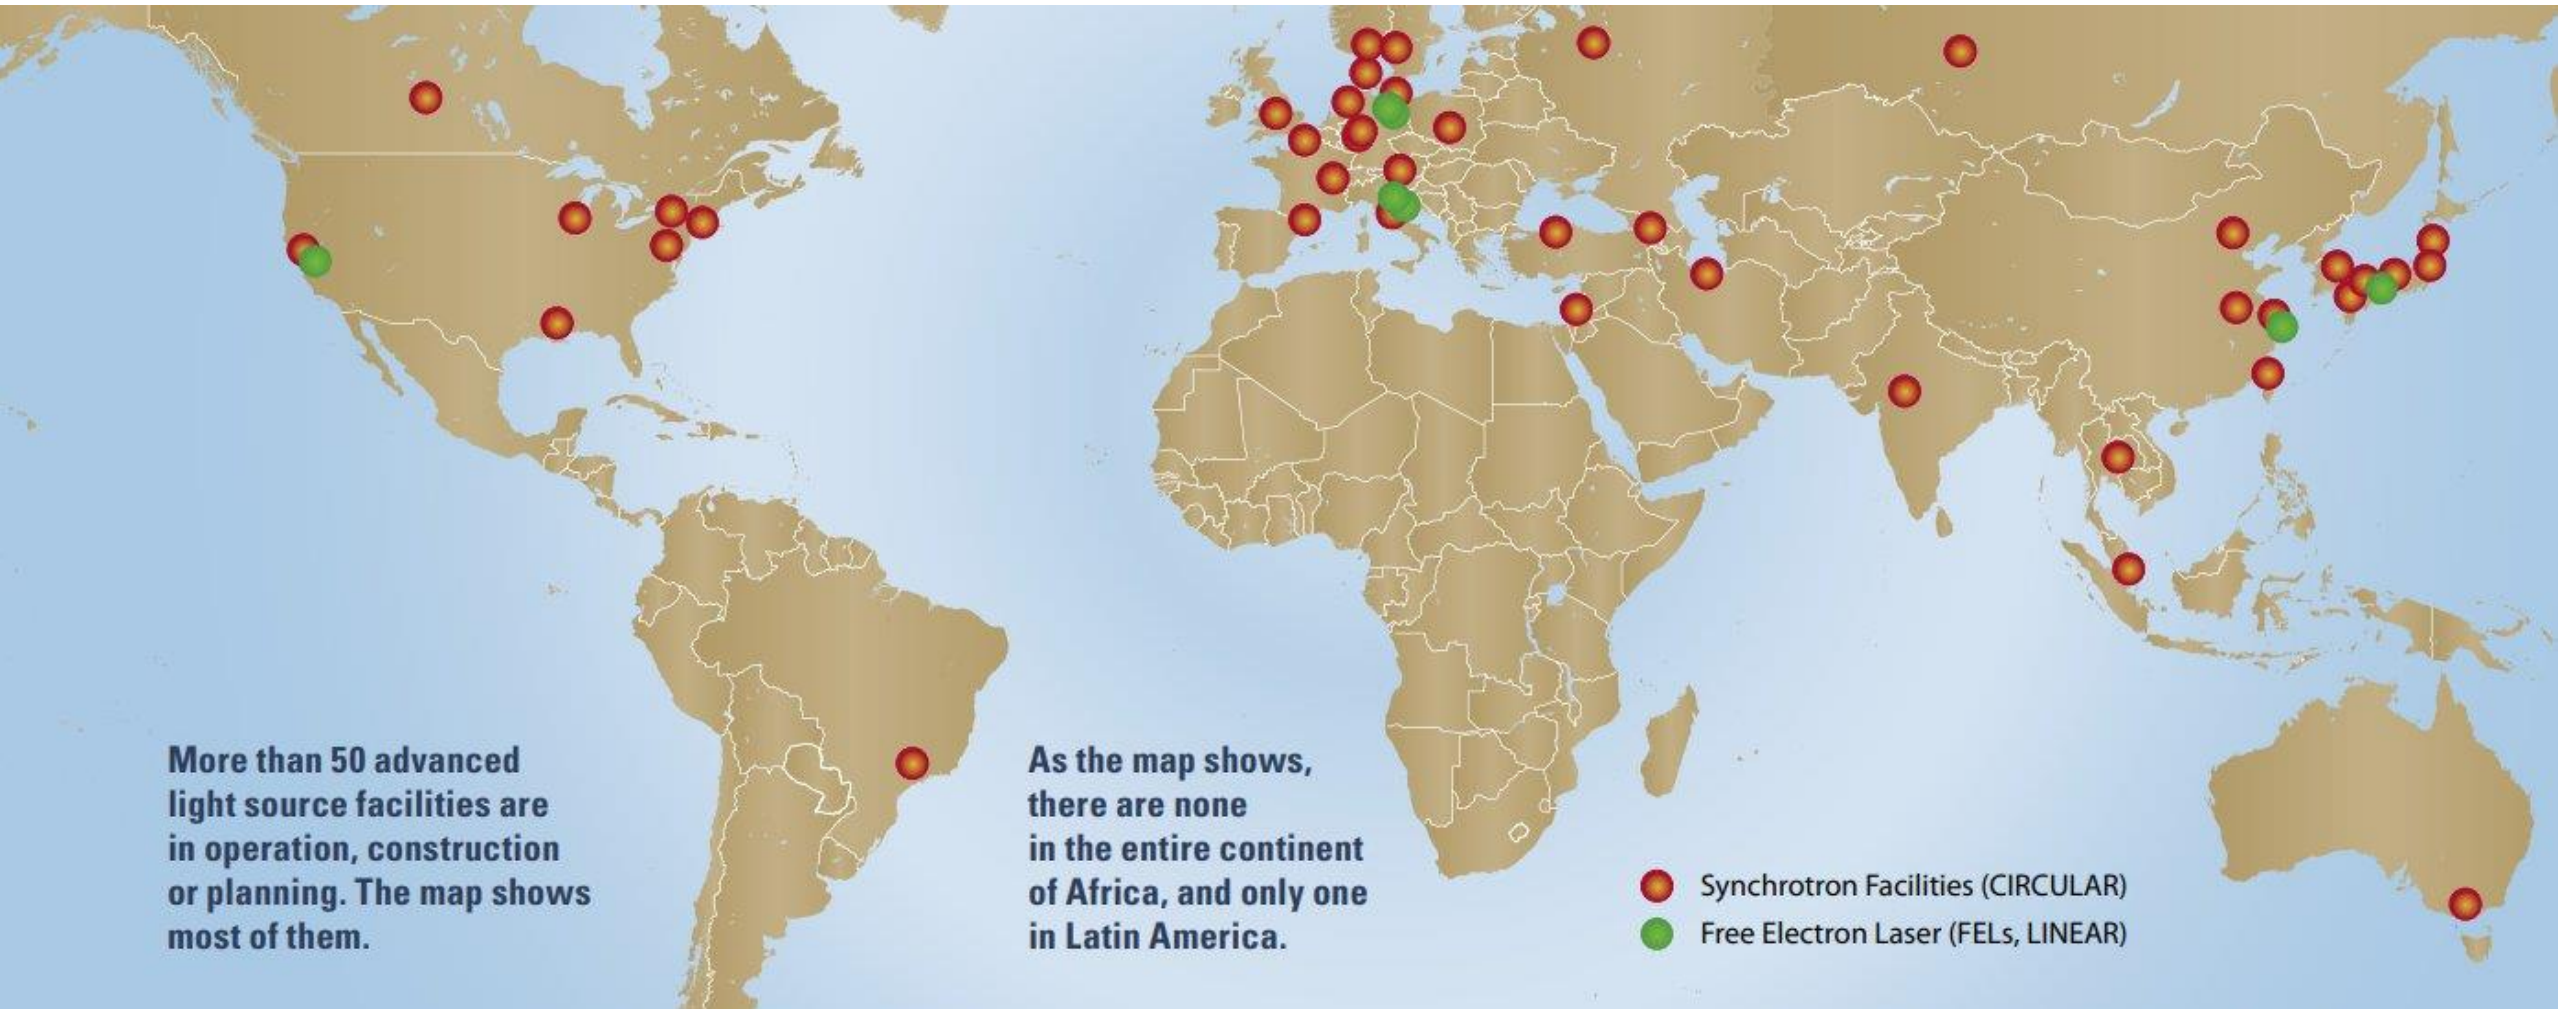 More than 50 advanced
light source facilities are
in operation, construction
or planning. The map shows
most of them.
As the map shows,
there are none
in the entire continent
of Africa, and only one
in Latin America.
Synchrotron Facilities (CIRCULAR)
Free Electron Laser (FELs, LINEAR)